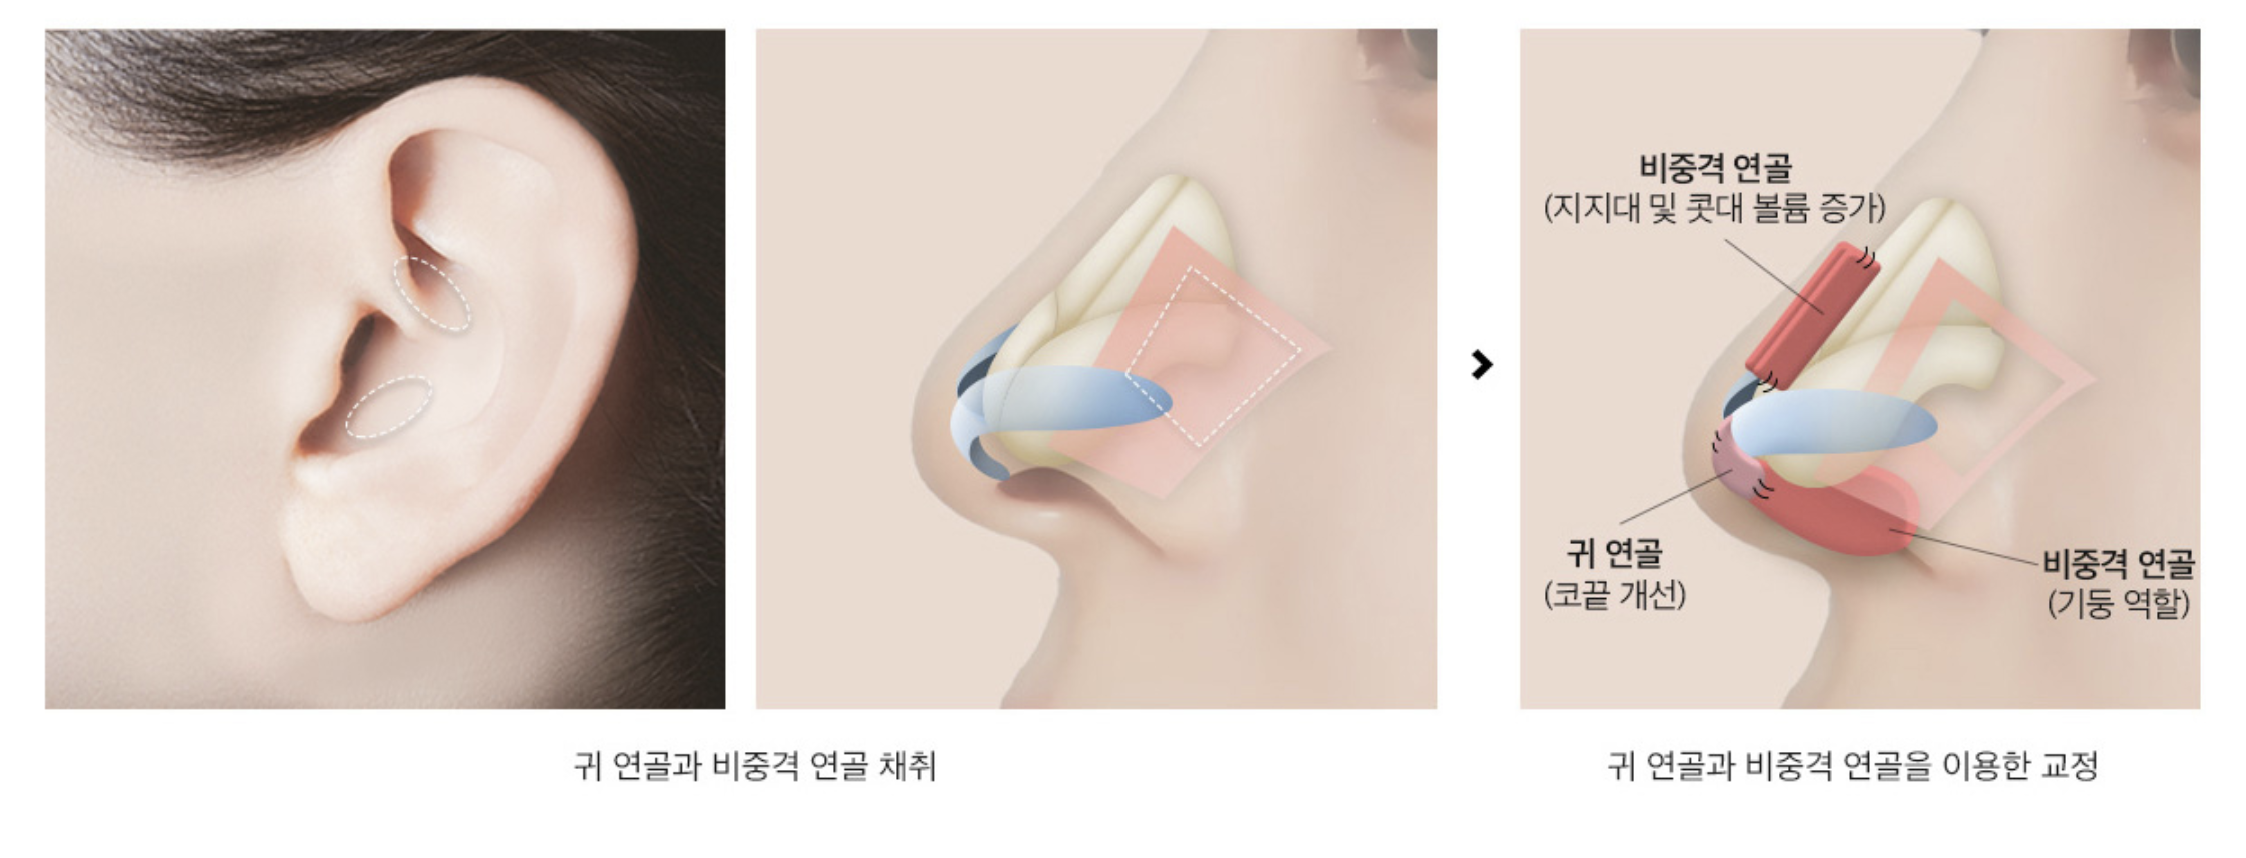 비중격 연골
(지지대 및 콧대 볼륨 증가)
귀 연골
(코끝 개선)
비중격 연골
(기둥 역할)
귀 연골과 비중격 연골 채취
귀 연골과 비중격 연골을 이용한 교정